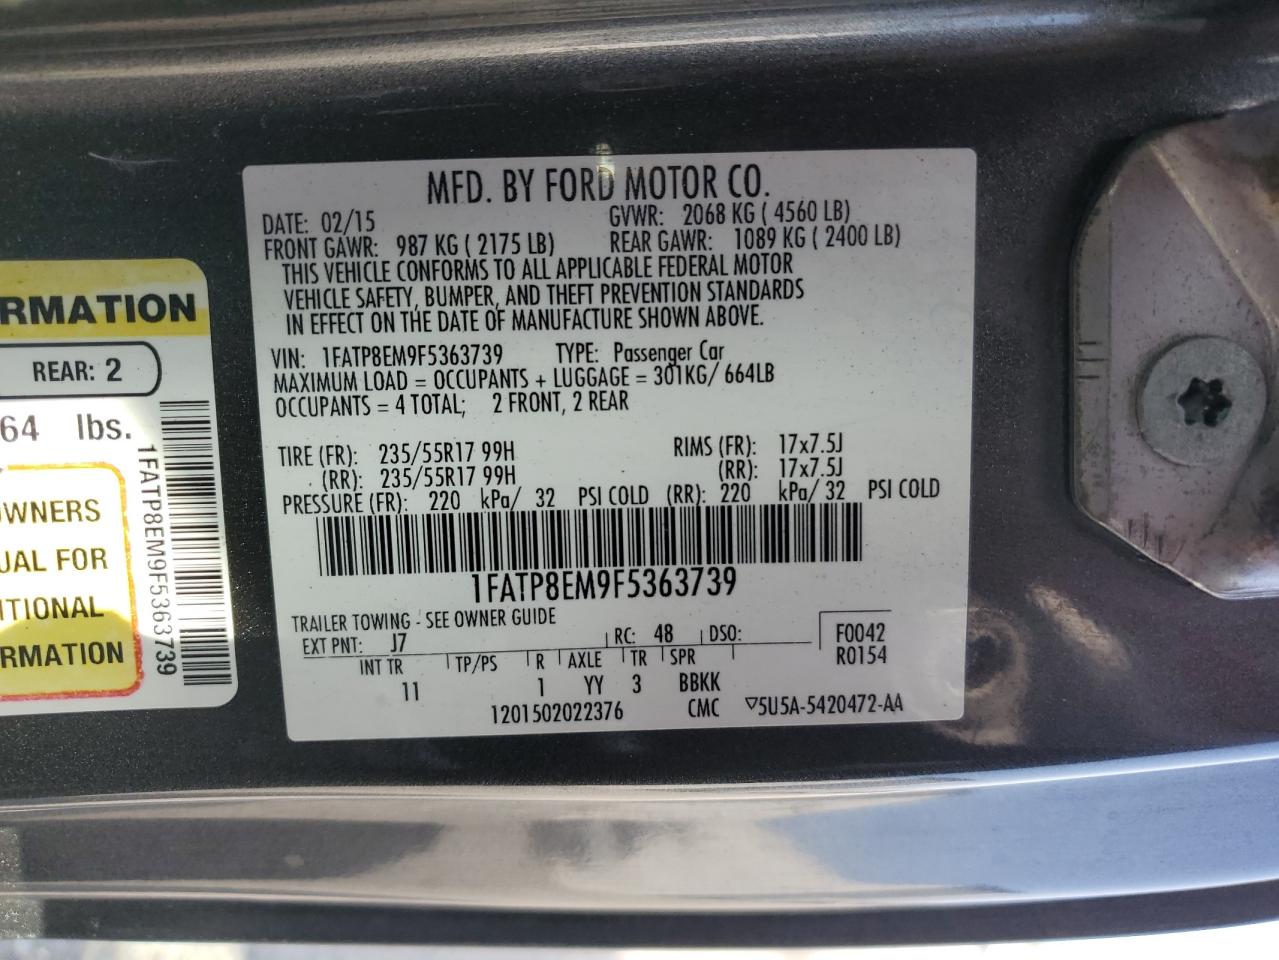 MFD. BY FORD MOTOR CO.
DATE: 02/15 GVWR: 2068 KG ( 4560 LB)
FRONT GAWR: 987 KG ( 2175 LB) REAR GAWR: 1089 KG ( 2400 LB)
THIS VEHICLE CONFORMS TO ALL APPLICABLE FEDERAL MOTOR
VEHICLE SAFETY, BUMPER, AND THEFT PREVENTION STANDARDS
IN EFFECT ON THE DATE OF MANUFACTURE SHOWN ABOVE.
VIN: 1FATP8EM9F5363739 TYPE: Passenger Car
MAXIMUM LOAD = OCCUPANTS + LUGGAGE = 301KG/ 664LB
OCCUPANTS = 4 TOTAL; 2 FRONT, 2 REAR
TIRE (FR): 235/55R17 99H RIMS (FR): 17x7.5J
(RR): 235/55R17 99H (RR): 17x7.5J
PRESSURE (FR): 220 kPa/ 32 PSI COLD (RR): 220 kPa/ 32 PSI COLD
1FATP8EM9F5363739
TRAILER TOWING - SEE OWNER GUIDE
EXT PNT: J7 RC: 48 DSO: F0042
R0154
INT TR TP/PS R AXLE TR SPR
11 1 YY 3 BBKK
1201502022376 CMC ▽5U5A-5420472-AA
RMATION
REAR: 2
64 lbs.
WNERS
UAL FOR
ITIONAL
RMATION
1FATP8EM9F5363739